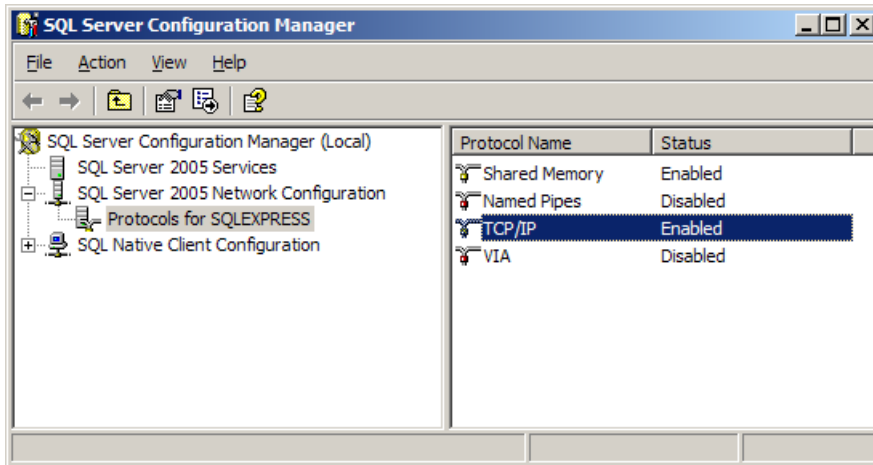 SQL Server Configuration Manager
File Action View Help
SQL Server Configuration Manager (Local)
SQL Server 2005 Services
SQL Server 2005 Network Configuration
Protocols for SQLEXPRESS
SQL Native Client Configuration
Protocol Name Status
Shared Memory Enabled
Named Pipes Disabled
TCP/IP Enabled
VIA Disabled